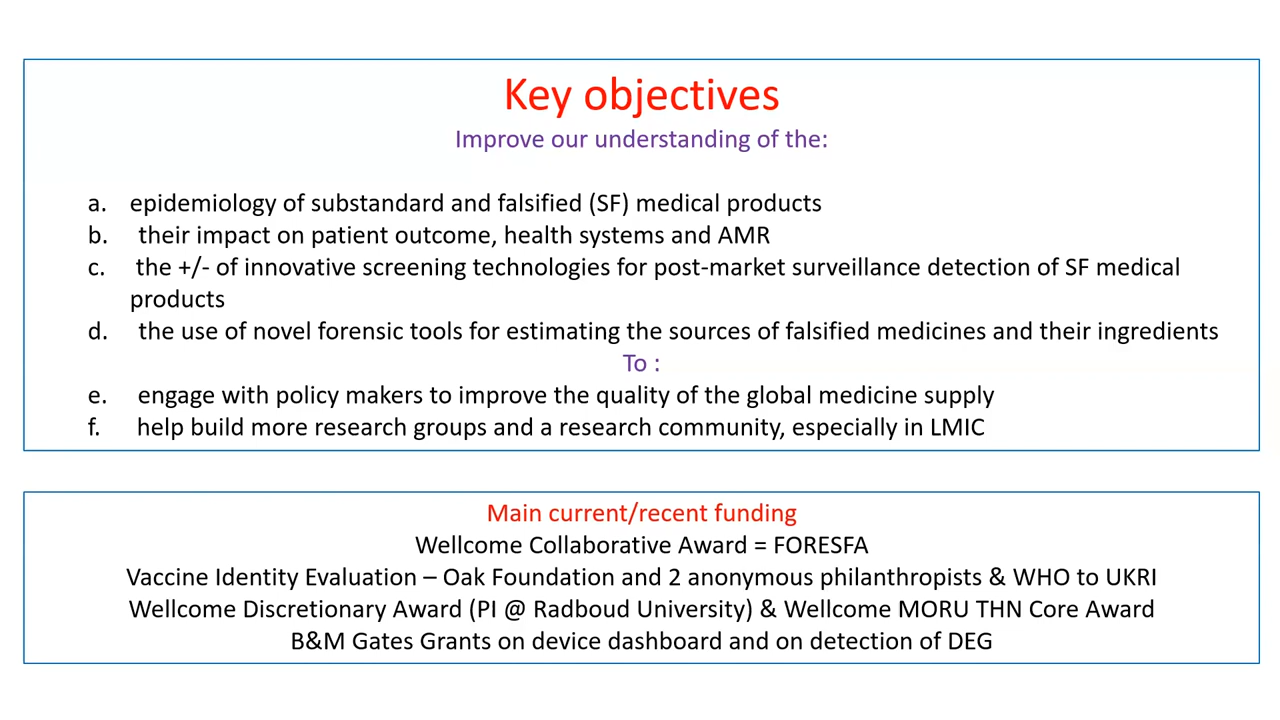 Key objectives
Improve our understanding of the:
a. epidemiology of substandard and falsified (SF) medical products
b. their impact on patient outcome, health systems and AMR
c. the +/- of innovative screening technologies for post-market surveillance detection of SF medical
products
d. the use of novel forensic tools for estimating the sources of falsified medicines and their ingredients
To :
e. engage with policy makers to improve the quality of the global medicine supply
f. help build more research groups and a research community, especially in LMIC
Main current/recent funding
Wellcome Collaborative Award = FORESFA
Vaccine Identity Evaluation – Oak Foundation and 2 anonymous philanthropists & WHO to UKRI
Wellcome Discretionary Award (PI @ Radboud University) & Wellcome MORU THN Core Award
B&M Gates Grants on device dashboard and on detection of DEG